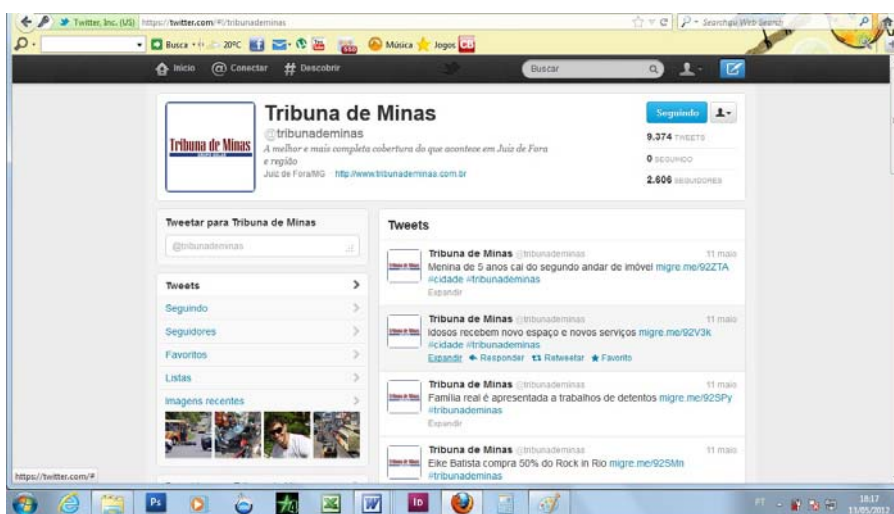 Twitter, Inc. (US) https://twitter.com/#!/tribunademinas
Busca 20ºC Música Jogos
Início Conectar Descobrir Buscar
Tribuna de Minas
Tribuna de Minas
@tribunademinas
A melhor e mais completa cobertura do que acontece em Juiz de Fora
e região
Juiz de Fora/MG http://www.tribunademinas.com.br
Seguindo
9.374 TWEETS
0 SEGUINDO
2.606 SEGUIDORES
Tweetar para Tribuna de Minas
@tribunademinas
Tweets
Seguindo
Seguidores
Favoritos
Listas
Imagens recentes
Tweets
Tribuna de Minas @tribunademinas 11 maio
Menina de 5 anos cai do segundo andar de imóvel migre.me/92ZTA
#cidade #tribunademinas
Expandir
Tribuna de Minas @tribunademinas 11 maio
Idosos recebem novo espaço e novos serviços migre.me/92V3k
#cidade #tribunademinas
Expandir Responder Retweetar Favorito
Tribuna de Minas @tribunademinas 11 maio
Família real é apresentada a trabalhos de detentos migre.me/92SPy
#tribunademinas
Expandir
Tribuna de Minas @tribunademinas 11 maio
Eike Batista compra 50% do Rock in Rio migre.me/92SMn
#tribunademinas
https://twitter.com/#
Ps
Id
PT
18:17
13/05/2012